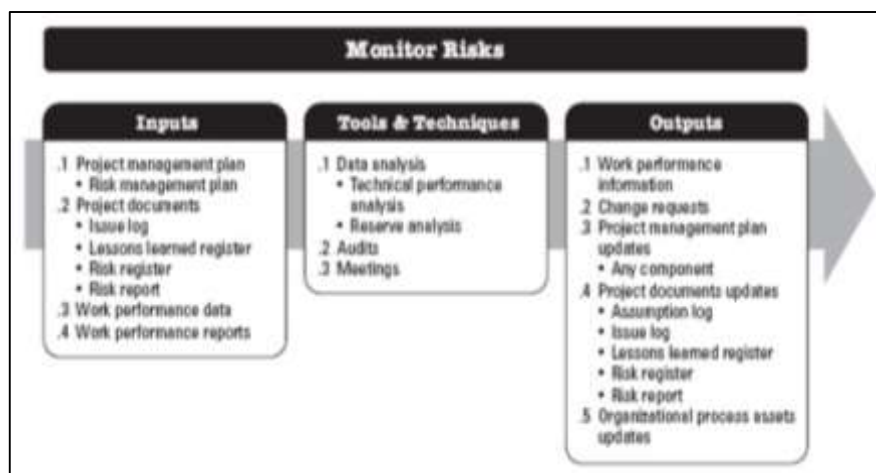 Monitor Risks
Inputs
.1 Project management plan
• Risk management plan
.2 Project documents
• Issue log
• Lessons learned register
• Risk register
• Risk report
.3 Work performance data
.4 Work performance reports
Tools & Techniques
.1 Data analysis
• Technical performance
analysis
• Reserve analysis
.2 Audits
.3 Meetings
Outputs
.1 Work performance
information
.2 Change requests
.3 Project management plan
updates
• Any component
.4 Project documents updates
• Assumption log
• Issue log
• Lessons learned register
• Risk register
• Risk report
.5 Organizational process assets
updates